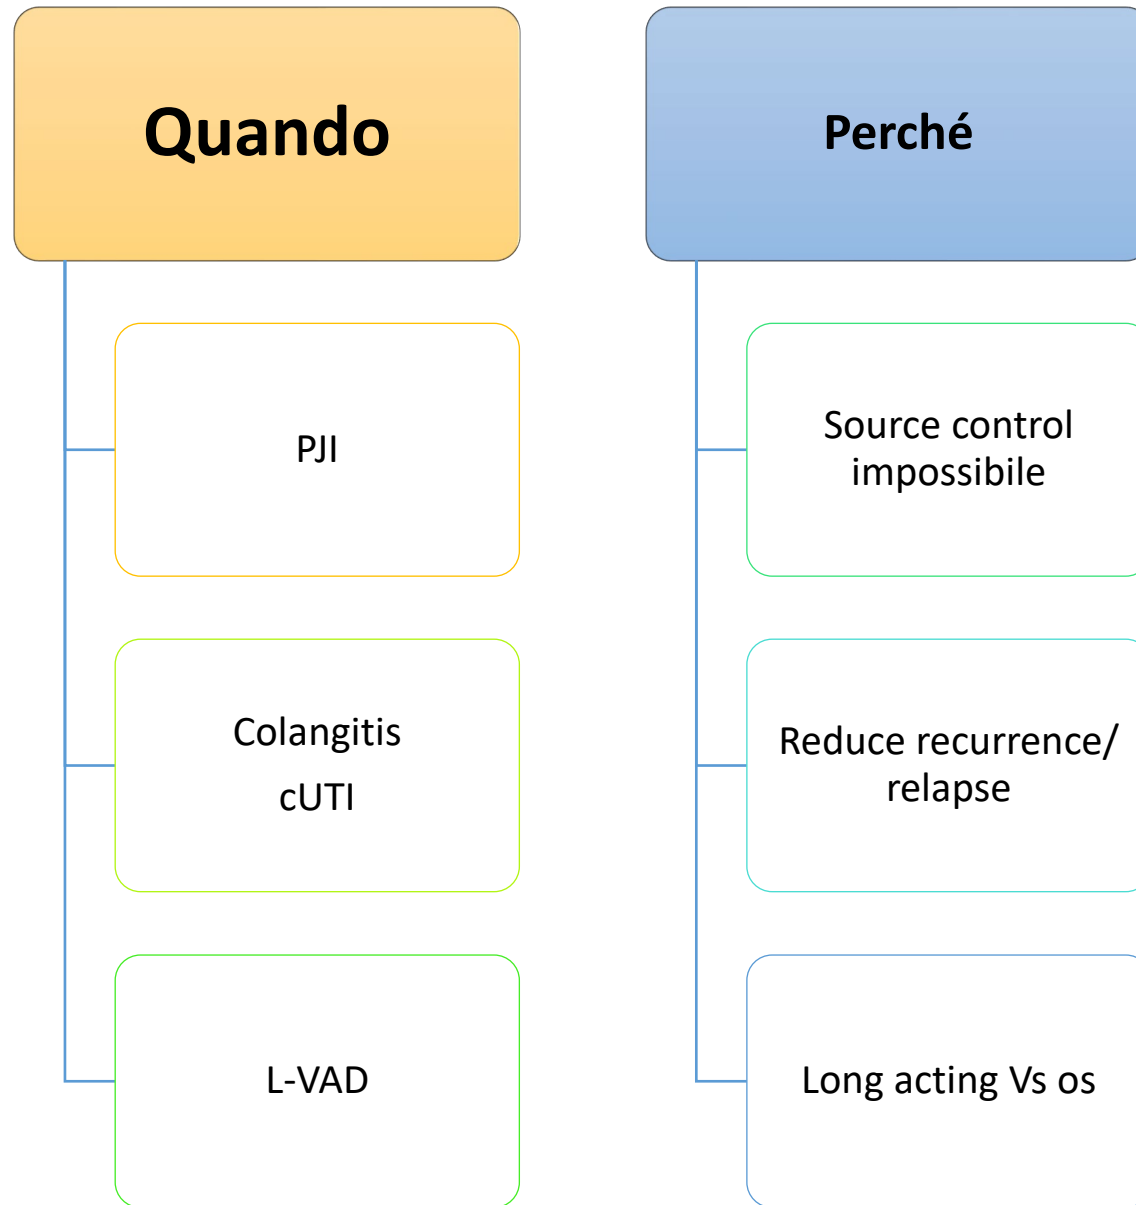 Quando
PJI
Colangitis
cUTI
L-VAD
Perché
Source control
impossibile
Reduce recurrence/
relapse
Long acting Vs os